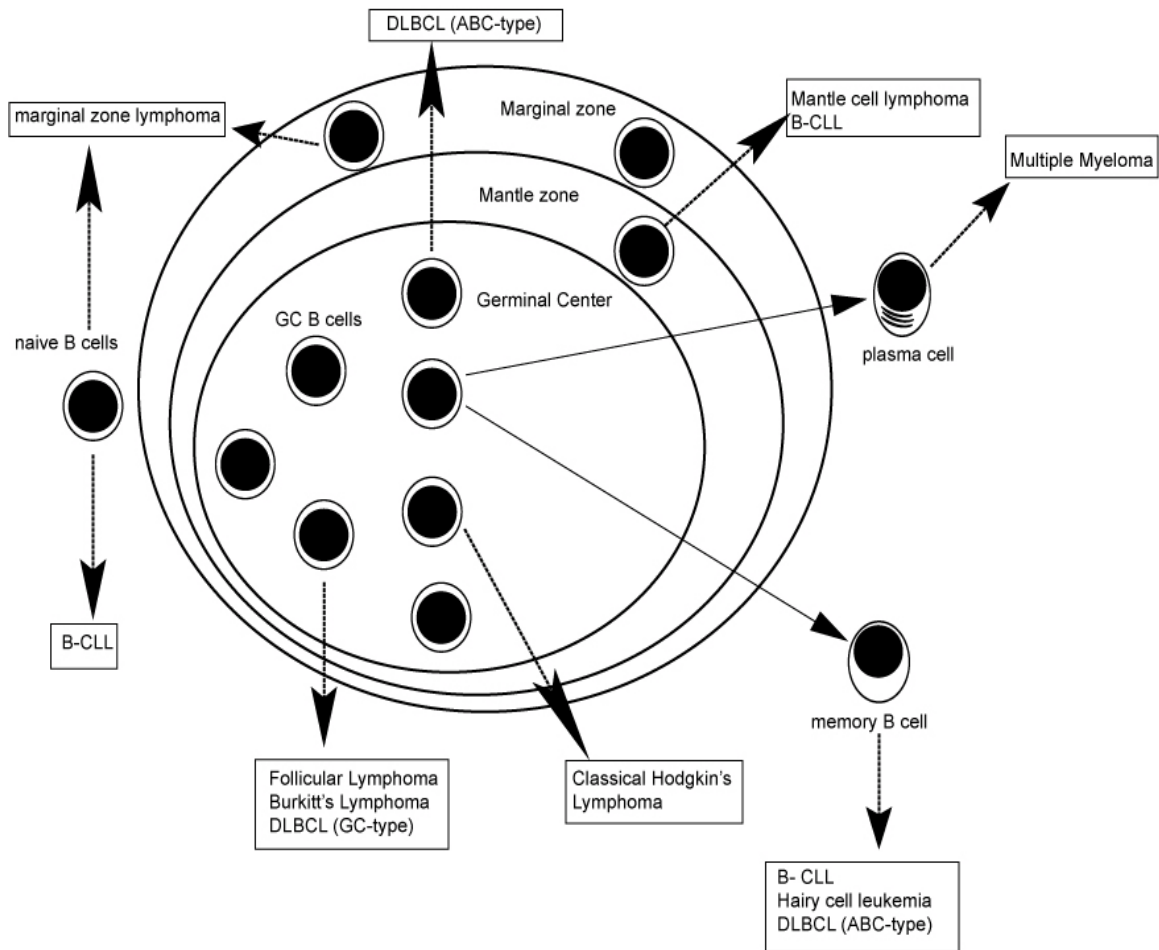 DLBCL (ABC-type)
Marginal zone
Mantle cell lymphoma
B-CLL
marginal zone lymphoma
Multiple Myeloma
Mantle zone
Germinal Center
GC B cells
naive B cells
plasma cell
B-CLL
memory B cell
Follicular Lymphoma
Burkitt's Lymphoma
DLBCL (GC-type)
Classical Hodgkin's
Lymphoma
B- CLL
Hairy cell leukemia
DLBCL (ABC-type)